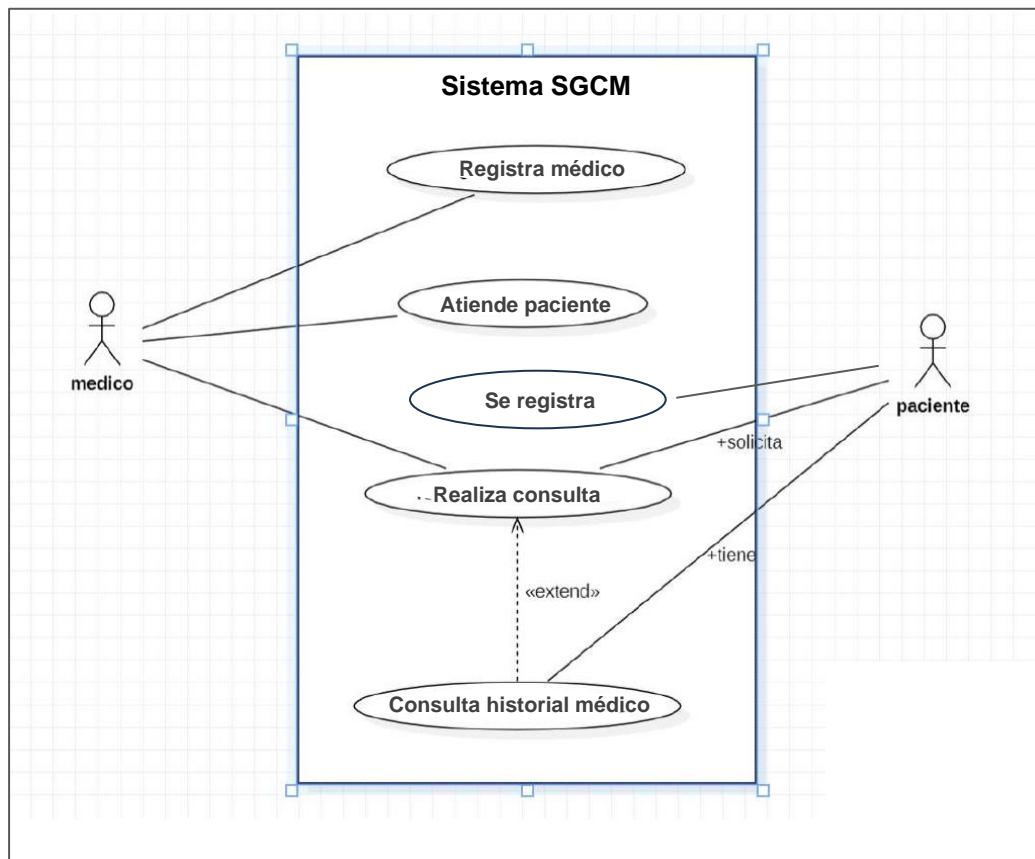 Sistema SGCM
Registra médico
Atiende paciente
medico
Se registra
paciente
+solicita
Realiza consulta
+tiene
«extend»
Consulta historial médico